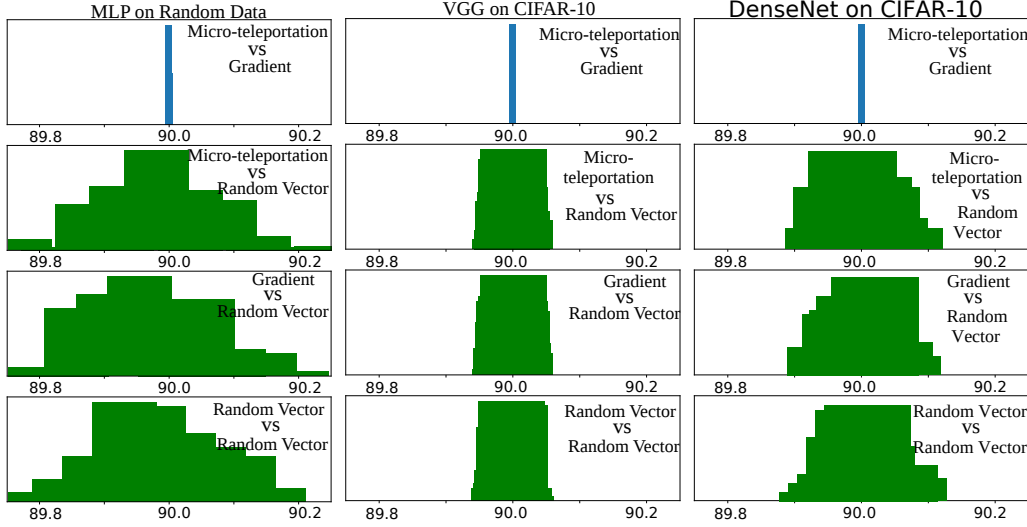 MLP on Random Data
Micro-teleportation
vs
Gradient
89.8 90.0 90.2
Micro-teleportation
vs
Random Vector
89.8 90.0 90.2
Gradient
vs
Random Vector
89.8 90.0 90.2
Random Vector
vs
Random Vector
89.8 90.0 90.2
VGG on CIFAR-10
Micro-teleportation
vs
Gradient
89.8 90.0 90.2
Micro-
teleportation
vs
Random Vector
89.8 90.0 90.2
Gradient
vs
Random Vector
89.8 90.0 90.2
Random Vector
vs
Random Vector
89.8 90.0 90.2
DenseNet on CIFAR-10
Micro-teleportation
vs
Gradient
89.8 90.0 90.2
Micro-
teleportation
vs
Random
Vector
89.8 90.0 90.2
Gradient
vs
Random
Vector
89.8 90.0 90.2
Random Vector
vs
Random Vector
89.8 90.0 90.2